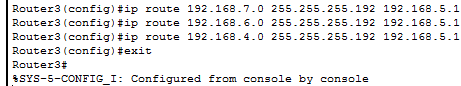 Router3(config)#ip route 192.168.7.0 255.255.255.192 192.168.5.1
Router3(config)#ip route 192.168.6.0 255.255.255.192 192.168.5.1
Router3(config)#ip route 192.168.4.0 255.255.255.192 192.168.5.1
Router3(config)#exit
Router3#
%SYS-5-CONFIG_I: Configured from console by console